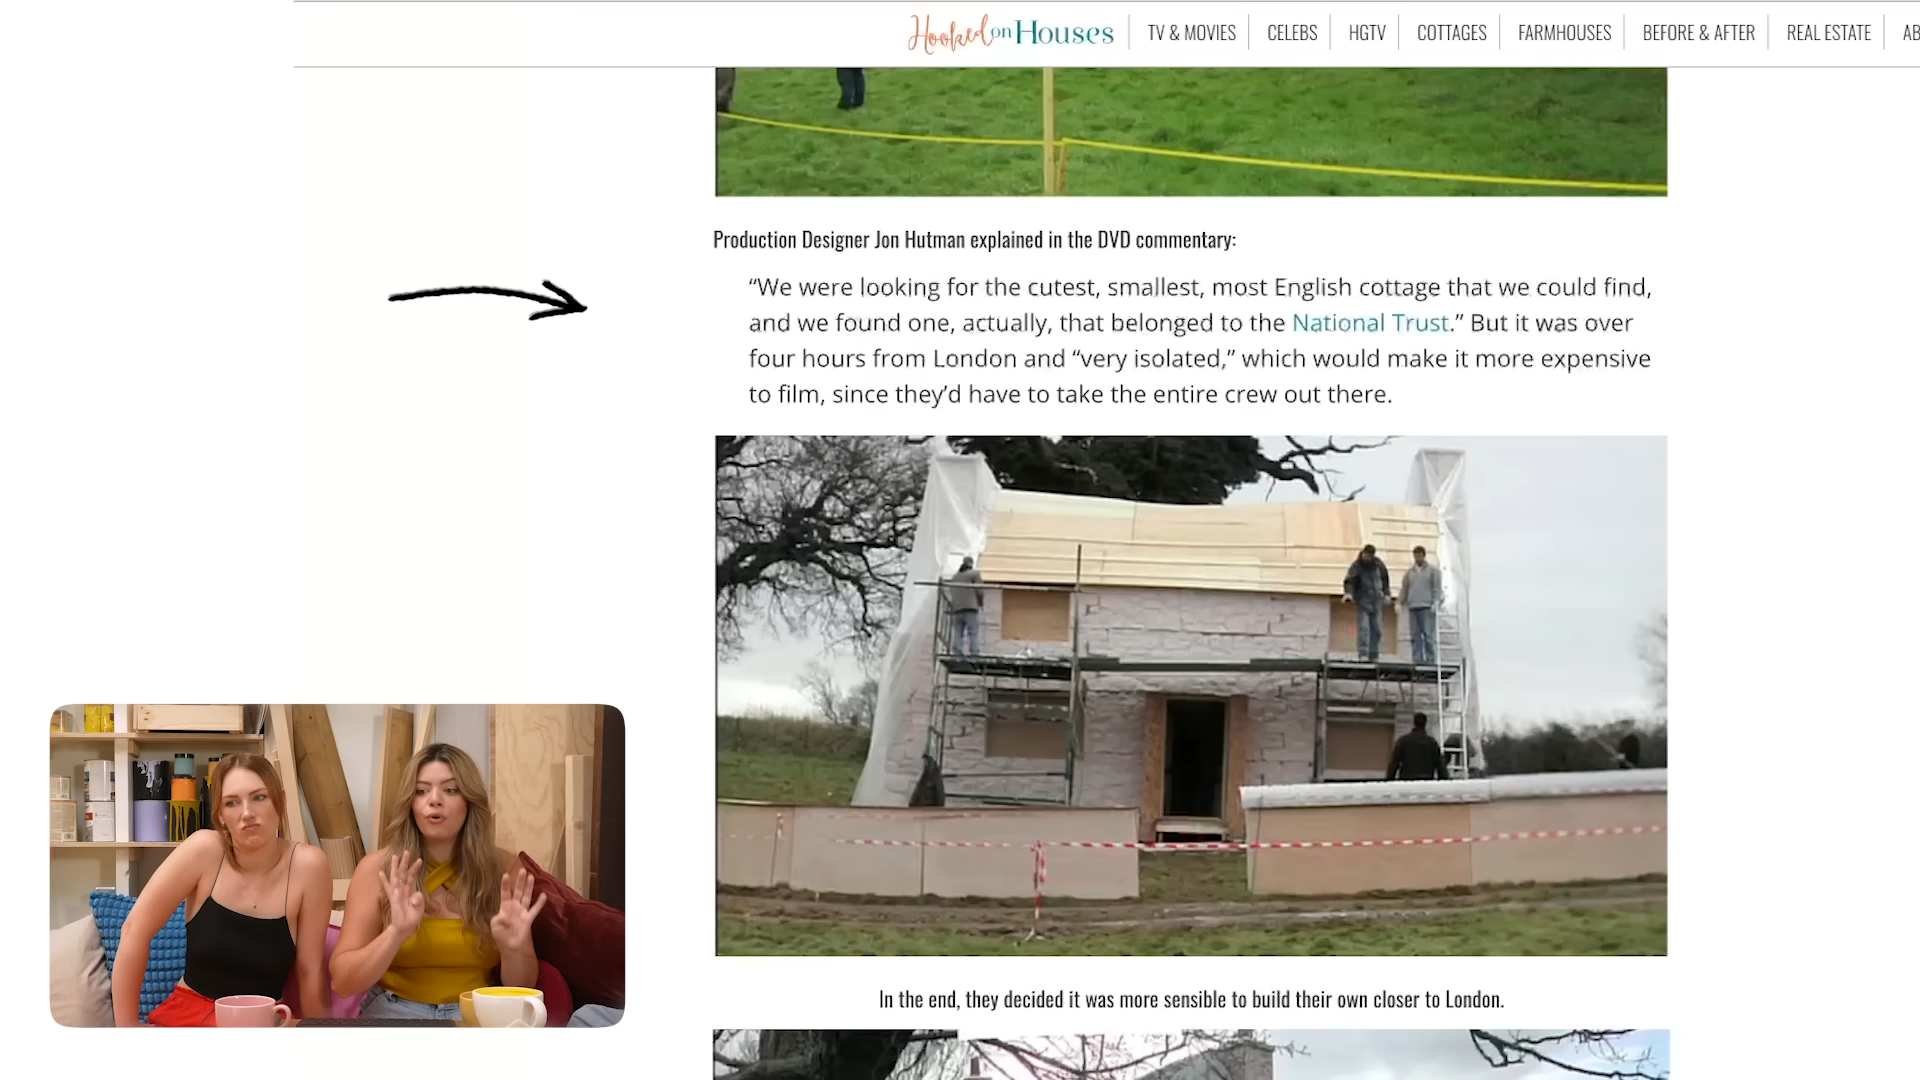 Hooked on Houses
TV & MOVIES
CELEBS
HGTV
COTTAGES
FARMHOUSES
BEFORE & AFTER
REAL ESTATE
AB
Production Designer Jon Hutman explained in the DVD commentary:
“We were looking for the cutest, smallest, most English cottage that we could find,
and we found one, actually, that belonged to the National Trust.” But it was over
four hours from London and “very isolated,” which would make it more expensive
to film, since they’d have to take the entire crew out there.
In the end, they decided it was more sensible to build their own closer to London.